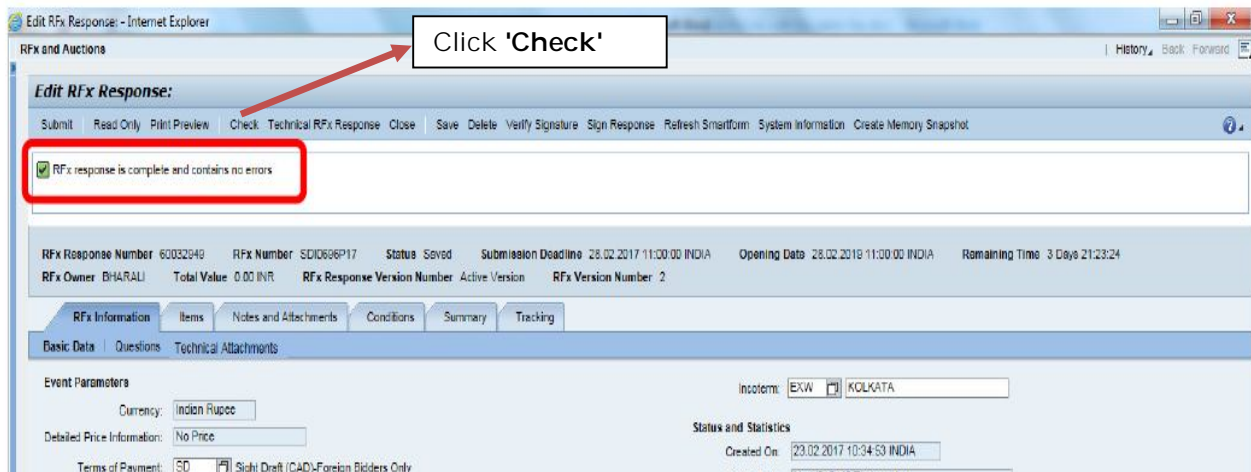 Edit RFx Response: - Internet Explorer
RFx and Auctions
Click 'Check'
History Back Forward
Edit RFx Response:
Submit Read Only Print Preview Check Technical RFx Response Close Save Delete Verify Signature Sign Response Refresh Smartform System Information Create Memory Snapshot
RFx response is complete and contains no errors
RFx Response Number 60032949 RFx Number SDI0696P17 Status Saved Submission Deadline 28.02.2017 11:00:00 INDIA Opening Date 28.02.2019 11:00:00 INDIA Remaining Time 3 Days 21:23:24
RFx Owner BHARALI Total Value 0.00 INR RFx Response Version Number Active Version RFx Version Number 2
RFx Information Items Notes and Attachments Conditions Summary Tracking
Basic Data Questions Technical Attachments
Event Parameters
Incoterm: EXW KOLKATA
Currency: Indian Rupee
Status and Statistics
Detailed Price Information: No Price
Created On: 23.02.2017 10:34:53 INDIA
Terms of Payment: SD Sight Draft (CAD)-Foreign Bidders Only